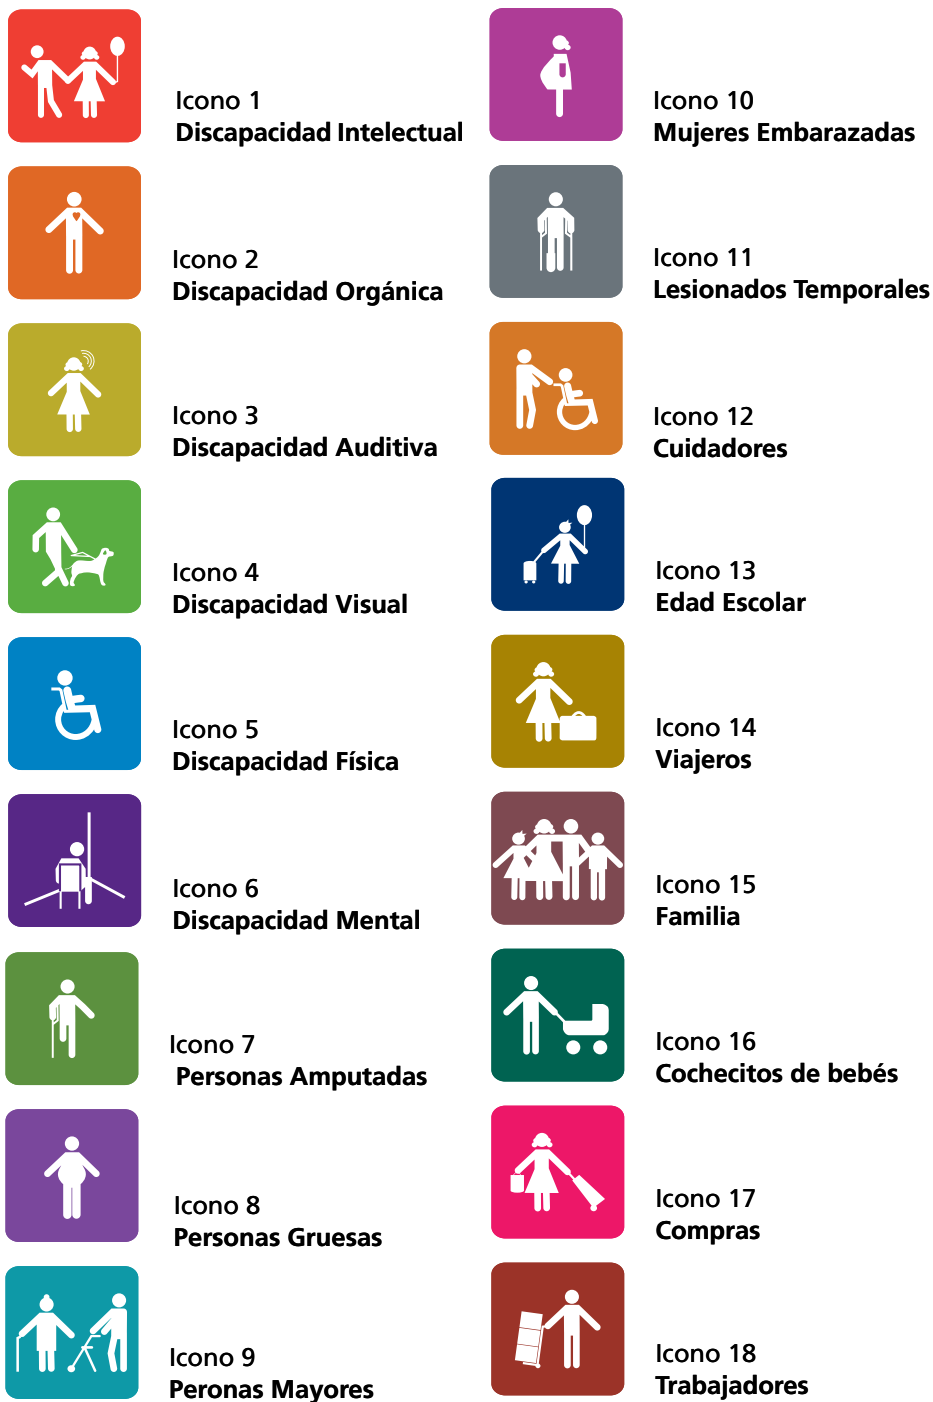 Icono 1
Discapacidad Intelectual
Icono 2
Discapacidad Orgánica
Icono 3
Discapacidad Auditiva
Icono 4
Discapacidad Visual
Icono 5
Discapacidad Física
Icono 6
Discapacidad Mental
Icono 7
Personas Amputadas
Icono 8
Personas Gruesas
Icono 9
Peronas Mayores
Icono 10
Mujeres Embarazadas
Icono 11
Lesionados Temporales
Icono 12
Cuidadores
Icono 13
Edad Escolar
Icono 14
Viajeros
Icono 15
Familia
Icono 16
Cochecitos de bebés
Icono 17
Compras
Icono 18
Trabajadores